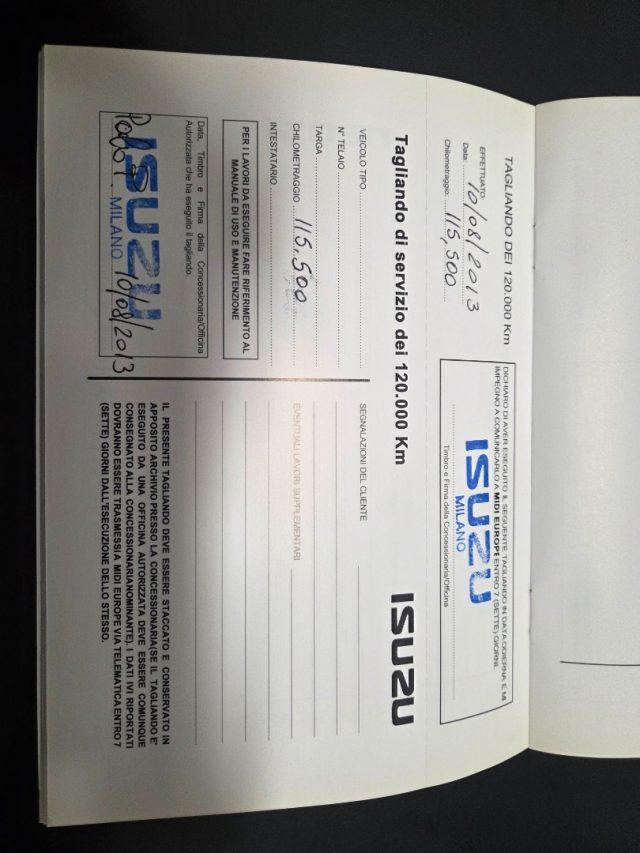 TAGLIANDO DEI 120.000 Km
EFFETTUATO:
Data: 10/08/2013
Chilometraggio: 115,500
DICHIARO DI AVER ESEGUITO IL SEGUENTE TAGLIANDO IN DATA ODIERNA E MI
IMPEGNO A COMUNICARLO A MIDI EUROPE ENTRO 7 (SETTE) GIORNI.
ISUZU
MILANO
Timbro e Firma della Concessionaria/Officina
Tagliando di servizio dei 120.000 Km
ISUZU
VEICOLO TIPO
N° TELAIO
TARGA
CHILOMETRAGGIO 115,500
INTESTATARIO
PER I LAVORI DA ESEGUIRE FARE RIFERIMENTO AL
MANUALE DI USO E MANUTENZIONE
Data, Timbro e Firma della Concessionaria/Officina
Autorizzata che ha eseguito il tagliando.
ISUZU
MILANO
10/08/2013
SEGNALAZIONI DEL CLIENTE
EVENTUALI LAVORI SUPPLEMENTARI
IL PRESENTE TAGLIANDO DEVE ESSERE STACCATO E CONSERVATO IN
APPOSITO ARCHIVIO PRESSO LA CONCESSIONARIA(SE IL TAGLIANDO E'
ESEGUITO DA UNA OFFICINA AUTORIZZATA DEVE ESSERE COMUNQUE
CONSEGNATO ALLA CONCESSIONARIANOMINANTE). I DATI IVI RIPORTATI
DOVRANNO ESSERE TRASMESSI A MIDI EUROPE VIA TELEMATICA ENTRO 7
(SETTE) GIORNI DALL'ESECUZIONE DELLO STESSO.